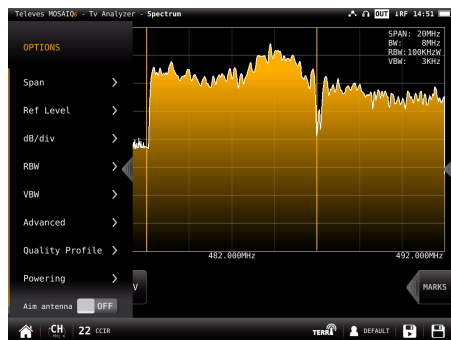 Televes MOSAIQ6 - Tv Analyzer - Spectrum
OUT ↓RF 14:51
OPTIONS
SPAN: 20MHz
BW: 8MHz
RBW:100KHzW
VBW: 3KHz
Span
Ref Level
dB/div
RBW
VBW
Advanced
Quality Profile
Powering
Aim antenna OFF
482.000MHz
492.000MHz
V
MARKS
CH
22 CCIR
TERRA
DEFAULT